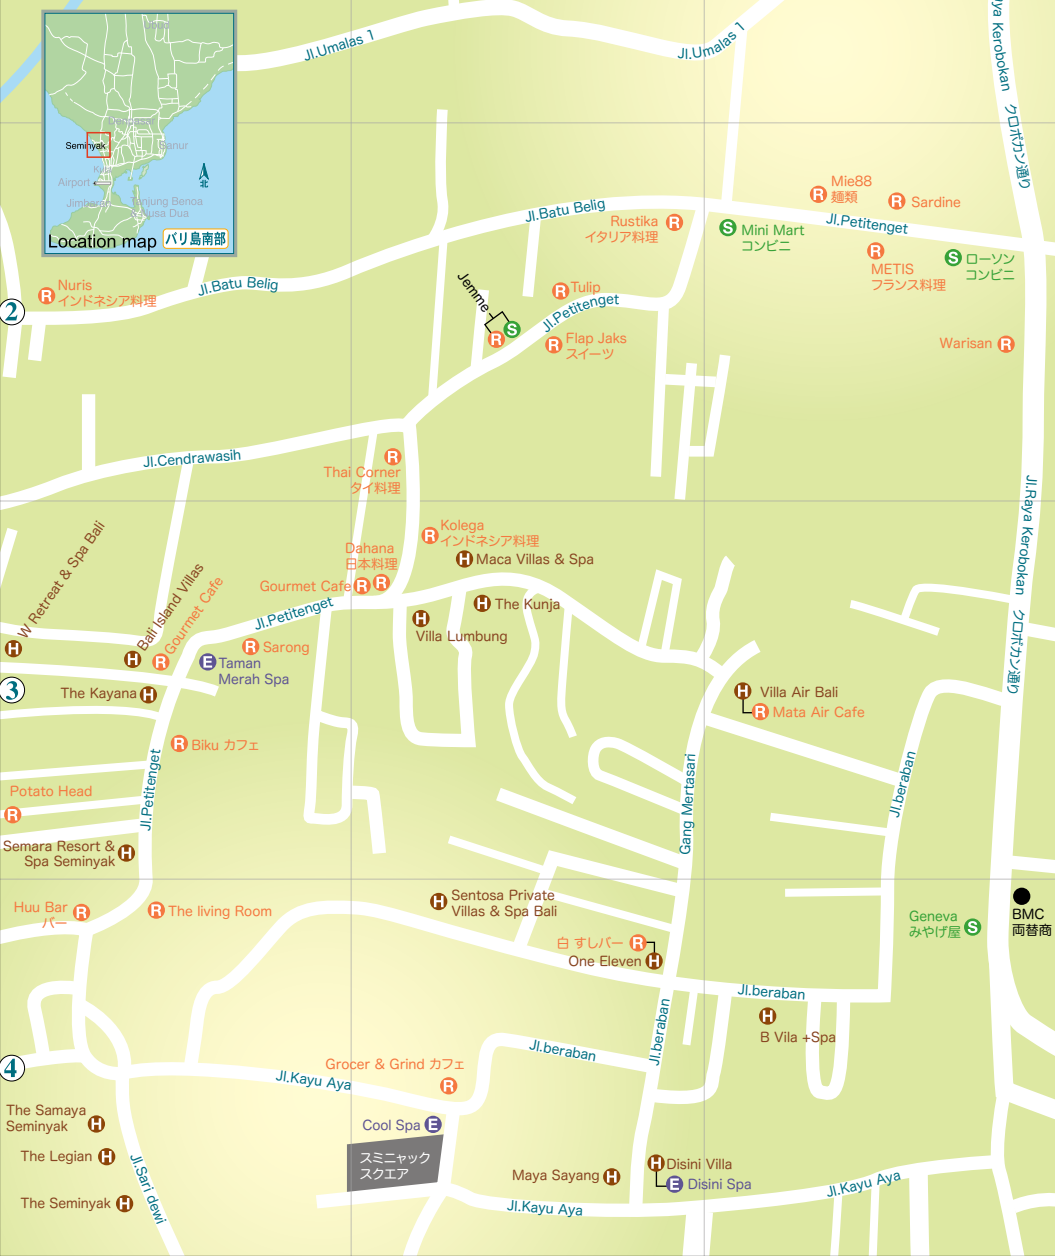 Jl.Umalas 1
Jl.Umalas 1
Jl.Raya Kerobokan クロボカン通り
Ubud
Denpasar
Seminyak
Sanur
Kuta
Airport
北
Jimbaran
Tanjung Benoa
& Nusa Dua
Location map
バリ島南部
Mie88
麺類
Sardine
Jl.Batu Belig
Rustika
イタリア料理
Mini Mart
コンビニ
Jl.Petitenget
METIS
フランス料理
ローソン
コンビニ
Nuris
インドネシア料理
Jl.Batu Belig
Jemme
Tulip
Jl.Petitenget
Flap Jaks
スイーツ
Warisan
2
Jl.Cendrawasih
Thai Corner
タイ料理
Jl.Raya Kerobokan クロボカン通り
Kolega
インドネシア料理
Dahana
日本料理
Maca Villas & Spa
Gourmet Cafe
The Kunja
Villa Lumbung
W Retreat & Spa Bali
Bali Island Villas
Gourmet Cafe
Jl.Petitenget
Sarong
Taman
Merah Spa
3
The Kayana
Villa Air Bali
Mata Air Cafe
Biku カフェ
Jl.Petitenget
Gang Mertasari
Jl.beraban
Potato Head
Semara Resort &
Spa Seminyak
Huu Bar
バー
The living Room
Sentosa Private
Villas & Spa Bali
白 すしバー
One Eleven
Geneva
みやげ屋
BMC
両替商
Jl.beraban
B Vila +Spa
Jl.beraban
Jl.beraban
4
Grocer & Grind カフェ
Jl.Kayu Aya
The Samaya
Seminyak
Cool Spa
スミニャック
スクエア
The Legian
Jl.Sari dewi
The Seminyak
Maya Sayang
Disini Villa
Disini Spa
Jl.Kayu Aya
Jl.Kayu Aya